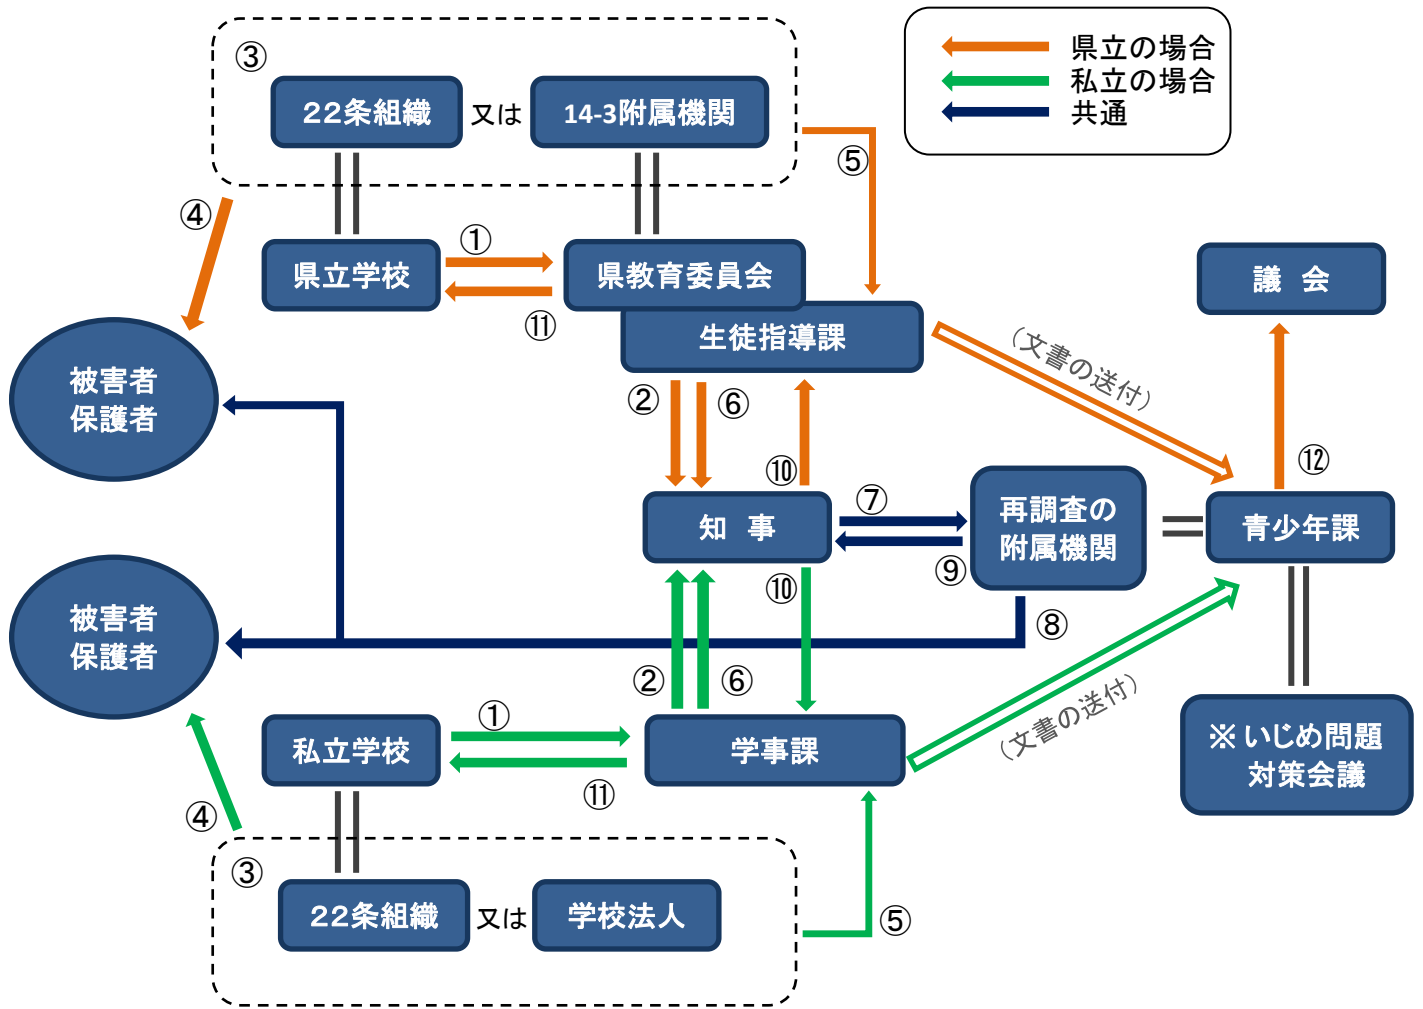 ③
22条組織
又は
14-3附属機関
県立の場合
私立の場合
共通
⑤
④
県立学校
①
⑪
県教育委員会
生徒指導課
議 会
(文書の送付)
被害者
保護者
②
⑥
⑩
⑫
知 事
⑦
⑨
再調査の
附属機関
青少年課
⑩
⑧
被害者
保護者
②
⑥
(文書の送付)
①
私立学校
⑪
学事課
※いじめ問題
対策会議
④
③
22条組織
又は
学校法人
⑤